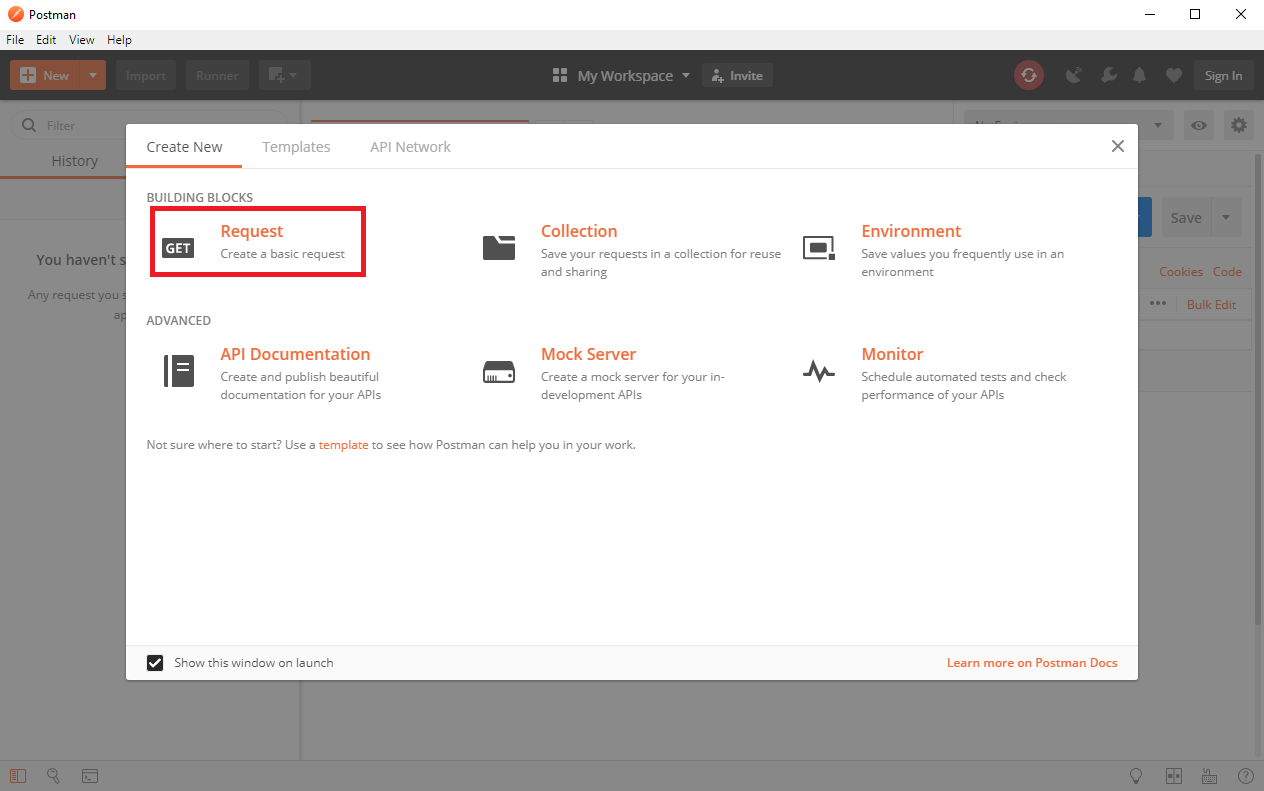 Postman
File Edit View Help
New Import Runner My Workspace Invite Sign In
Filter
History
Create New Templates API Network
BUILDING BLOCKS
GET
Request
Create a basic request
Collection
Save your requests in a collection for reuse
and sharing
Environment
Save values you frequently use in an
environment
ADVANCED
API Documentation
Create and publish beautiful
documentation for your APIs
Mock Server
Create a mock server for your in-
development APIs
Monitor
Schedule automated tests and check
performance of your APIs
Not sure where to start? Use a template to see how Postman can help you in your work.
Show this window on launch
Learn more on Postman Docs
You haven't s
Any request you s
ap
Save
Cookies Code
Bulk Edit